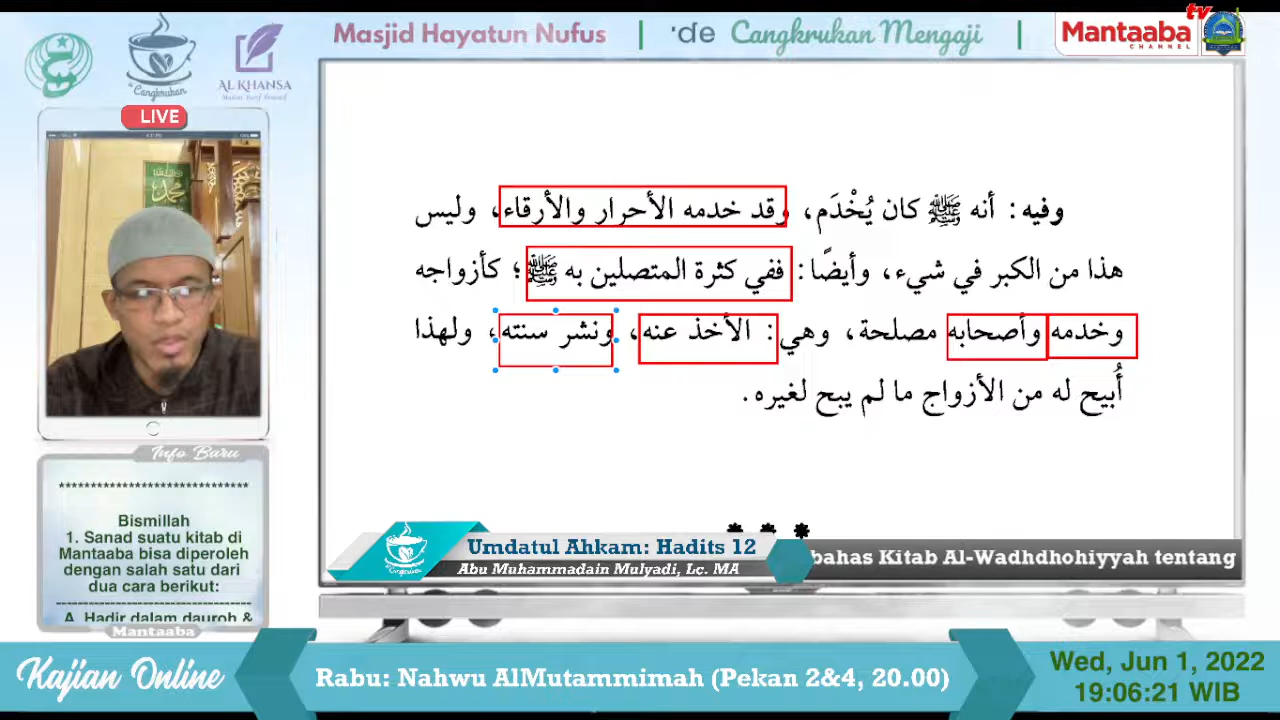 Masjid Hayatun Nufus | 'de Cangkrukan Mengaji |
Mantaaba tv
CHANNEL
Cangkrukan
AL KHANSA
LIVE
محمد
وفيه: أنه ﷺ كان يُخْدَم، وقد خدمه الأحرار والأرقاء، وليس
هذا من الكبر في شيء، وأيضًا: ففي كثرة المتصلين به ﷺ؛ كأزواجه
وخدمه وأصحابه مصلحة، وهي: الأخذ عنه، ونشر سنته، ولهذا
أُبيح له من الأزواج ما لم يبح لغيره.
* * *
Info Baru
******************************
Bismillah
1. Sanad suatu kitab di
Mantaaba bisa diperoleh
dengan salah satu dari
dua cara berikut:
A. Hadir dalam dauroh &
Mantaaba
Umdatul Ahkam: Hadits 12
Abu Muhammadain Mulyadi, Lc. MA
bahas Kitab Al-Wadhdhohiyyah tentang
Kajian Online
Rabu: Nahwu AlMutammimah (Pekan 2&4, 20.00)
Wed, Jun 1, 2022
19:06:21 WIB